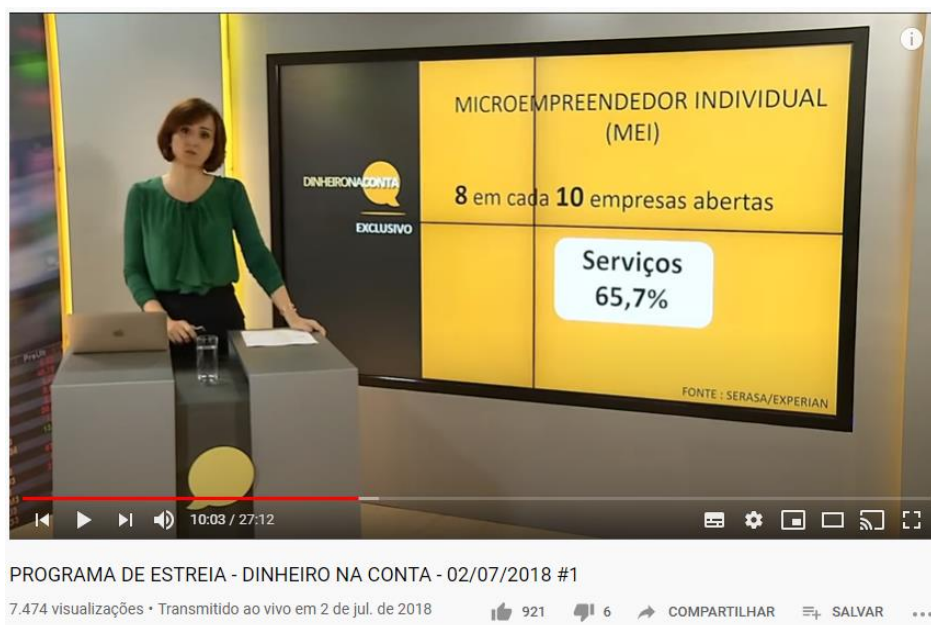 MICROEMPREENDEDOR INDIVIDUAL
(MEI)
DINHEIRONACONTA
EXCLUSIVO
8 em cada 10 empresas abertas
Serviços
65,7%
FONTE : SERASA/EXPERIAN
10:03 / 27:12
PROGRAMA DE ESTREIA - DINHEIRO NA CONTA - 02/07/2018 #1
7.474 visualizações • Transmitido ao vivo em 2 de jul. de 2018 921 6 COMPARTILHAR SALVAR